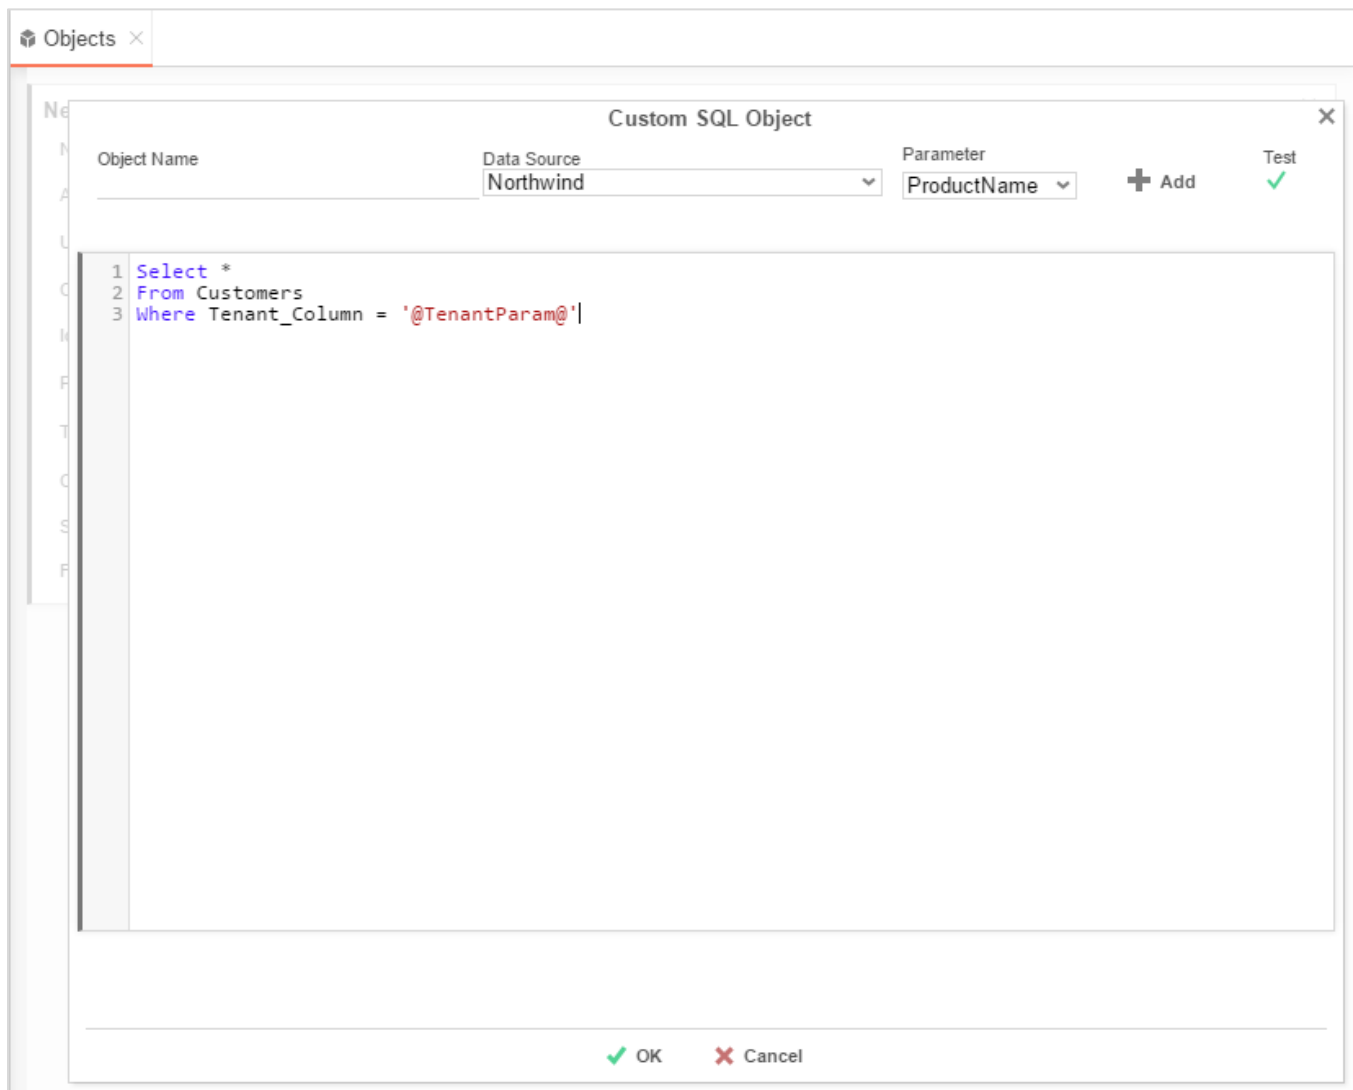 Objects
Ne
Custom SQL Object
Object Name
Data Source
Parameter
Test
Northwind
ProductName
Add
1 Select *
2 From Customers
3 Where Tenant_Column = '@TenantParam@'
OK
Cancel